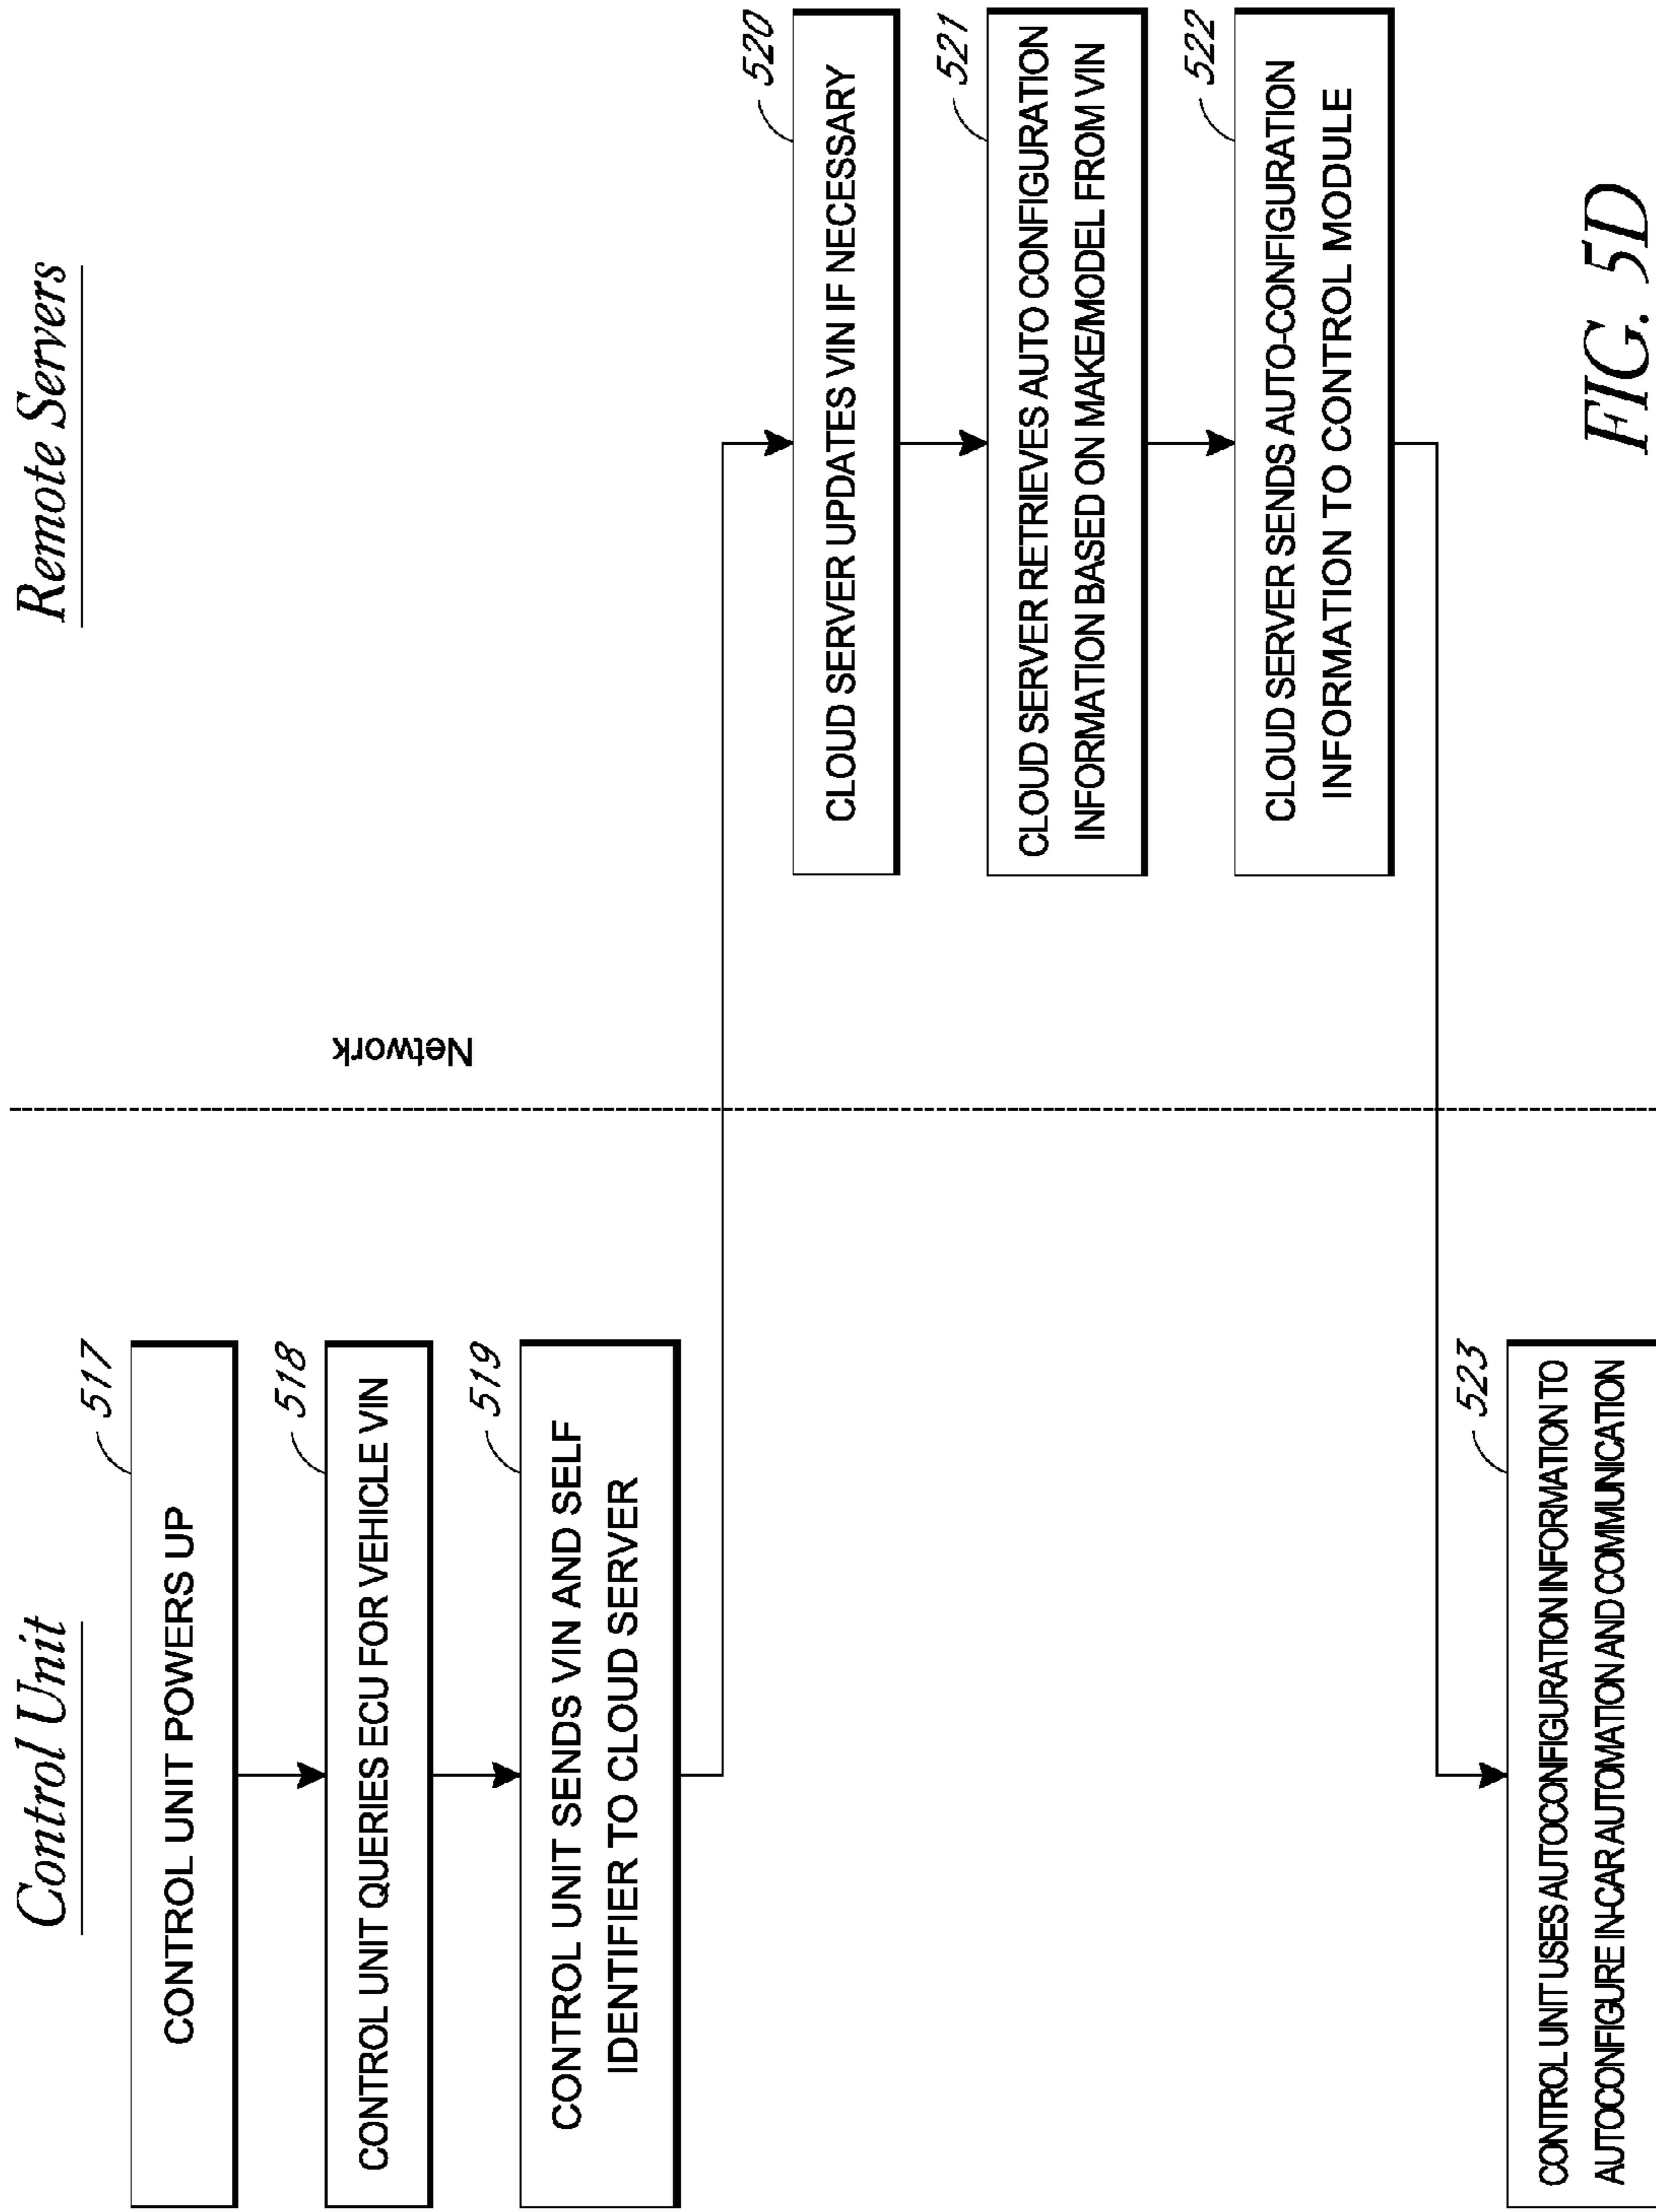 Control Unit
Remote Servers
Network
517
CONTROL UNIT POWERS UP
518
CONTROL UNIT QUERIES ECU FOR VEHICLE VIN
519
CONTROL UNIT SENDS VIN AND SELF
IDENTIFIER TO CLOUD SERVER
520
CLOUD SERVER UPDATES VIN IF NECESSARY
521
CLOUD SERVER RETRIEVES AUTO CONFIGURATION
INFORMATION BASED ON MAKE/MODEL FROM VIN
522
CLOUD SERVER SENDS AUTO-CONFIGURATION
INFORMATION TO CONTROL MODULE
523
CONTROL UNIT USES AUTOCONFIGURATION INFORMATION TO
AUTOCONFIGURE IN-CAR AUTOMATION AND COMMUNICATION
FIG. 5D